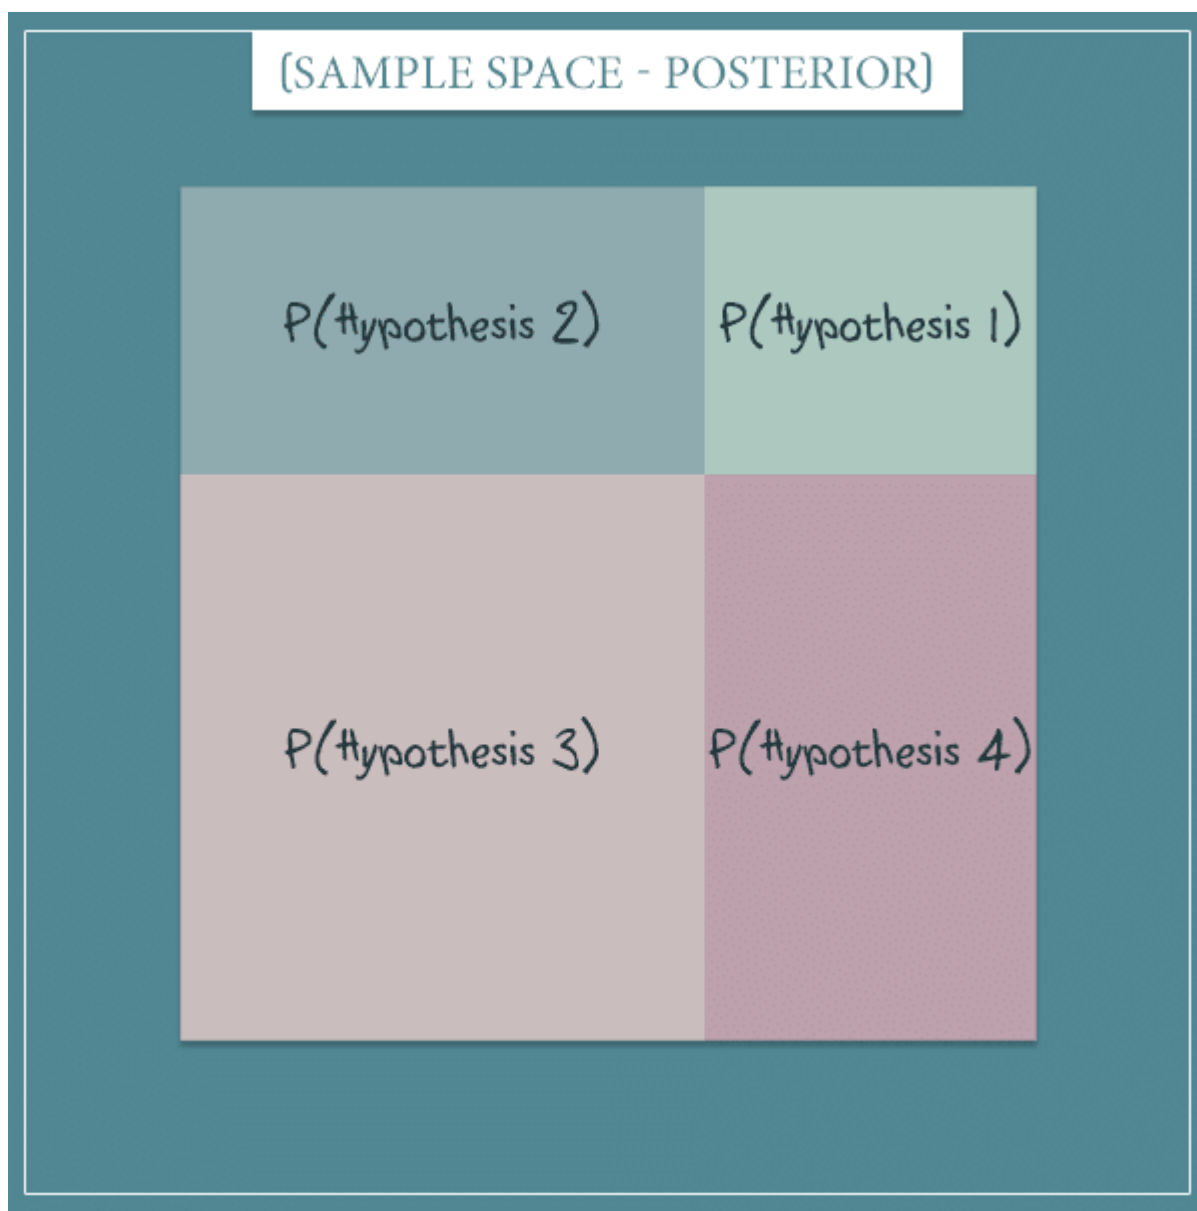 (SAMPLE SPACE - POSTERIOR)
P(Hypothesis 2)
P(Hypothesis 1)
P(Hypothesis 3)
P(Hypothesis 4)